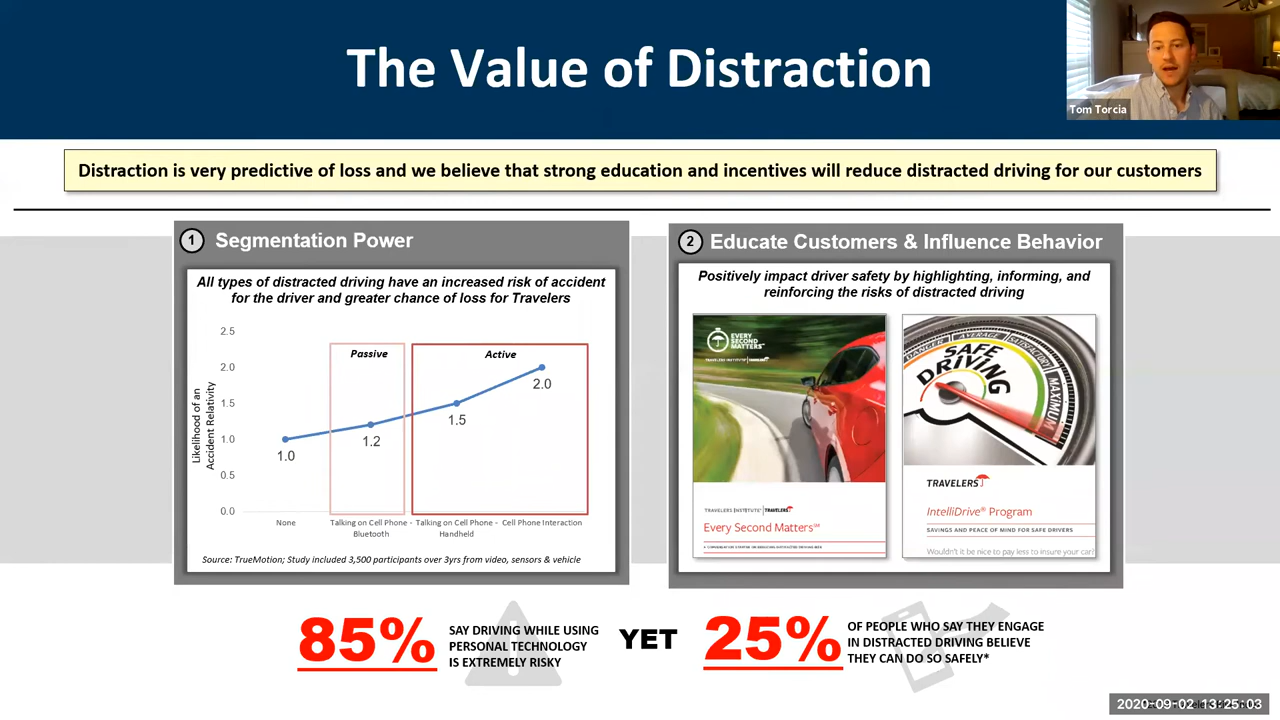 The Value of Distraction
Tom Torcia
Distraction is very predictive of loss and we believe that strong education and incentives will reduce distracted driving for our customers
1 Segmentation Power
All types of distracted driving have an increased risk of accident
for the driver and greater chance of loss for Travelers
2.5
2.0
1.5
1.0
0.5
0.0
Likelihood of an
Accident Relativity
Passive
Active
1.0
1.2
1.5
2.0
None
Talking on Cell Phone -
Bluetooth
Talking on Cell Phone -
Handheld
Cell Phone Interaction
Source: TrueMotion; Study included 3,500 participants over 3yrs from video, sensors & vehicle
2 Educate Customers & Influence Behavior
Positively impact driver safety by highlighting, informing, and
reinforcing the risks of distracted driving
EVERY
SECOND
MATTERS
TRAVELERS INSTITUTE TRAVELERS
TRAVELERS INSTITUTE® TRAVELERS
Every Second Matters℠
DANGER
AVERAGE
SATISFACTORY
MAXIMUM
SAFE
DRIVING
TRAVELERS
IntelliDrive® Program
SAVINGS AND PEACE OF MIND FOR SAFE DRIVERS
Wouldn't it be nice to pay less to insure your car?
85%
SAY DRIVING WHILE USING
PERSONAL TECHNOLOGY
IS EXTREMELY RISKY
YET
25%
OF PEOPLE WHO SAY THEY ENGAGE
IN DISTRACTED DRIVING BELIEVE
THEY CAN DO SO SAFELY*
2020-09-02 13:25:03